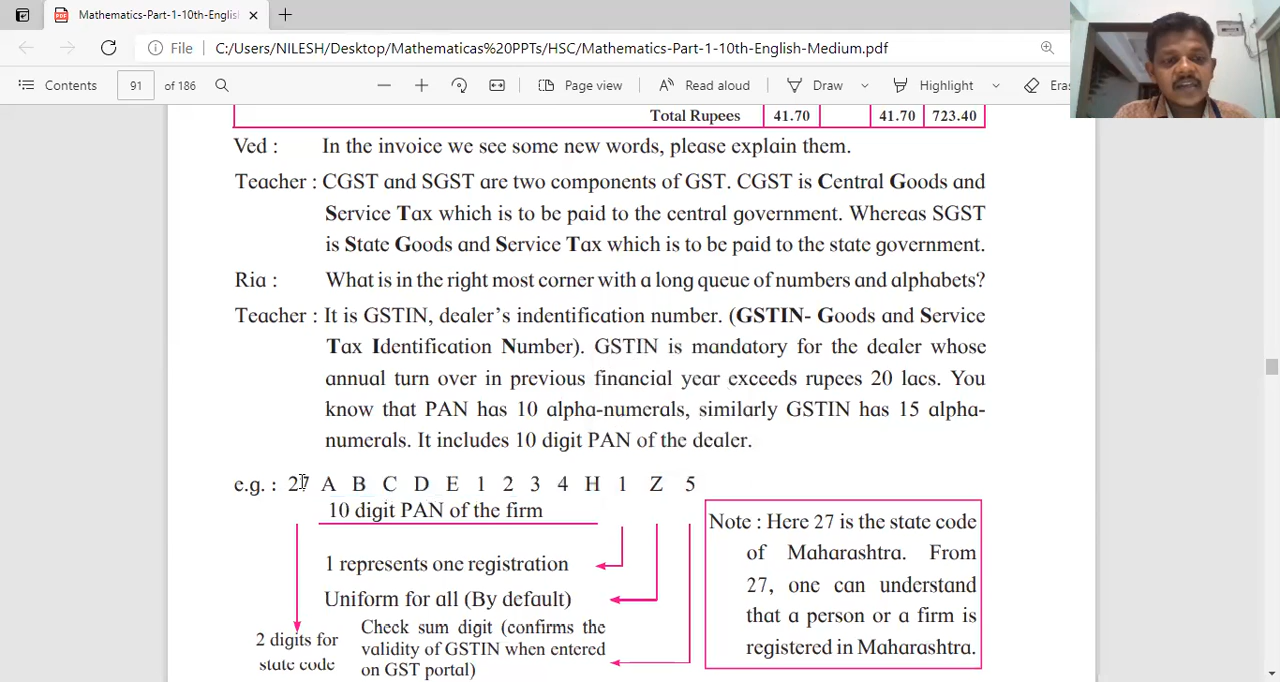 Mathematics-Part-1-10th-Englis
File C:/Users/NILESH/Desktop/Mathematicas%20PPTs/HSC/Mathematics-Part-1-10th-English-Medium.pdf
Contents 91 of 186 Page view Read aloud Draw Highlight Eras
Total Rupees 41.70 41.70 723.40
Ved : In the invoice we see some new words, please explain them.
Teacher : CGST and SGST are two components of GST. CGST is Central Goods and
Service Tax which is to be paid to the central government. Whereas SGST
is State Goods and Service Tax which is to be paid to the state government.
Ria : What is in the right most corner with a long queue of numbers and alphabets?
Teacher : It is GSTIN, dealer's indentification number. (GSTIN- Goods and Service
Tax Identification Number). GSTIN is mandatory for the dealer whose
annual turn over in previous financial year exceeds rupees 20 lacs. You
know that PAN has 10 alpha-numerals, similarly GSTIN has 15 alpha-
numerals. It includes 10 digit PAN of the dealer.
e.g. : 27 A B C D E 1 2 3 4 H 1 Z 5
10 digit PAN of the firm
1 represents one registration
Uniform for all (By default)
2 digits for
state code
Check sum digit (confirms the
validity of GSTIN when entered
on GST portal)
Note : Here 27 is the state code
of Maharashtra. From
27, one can understand
that a person or a firm is
registered in Maharashtra.